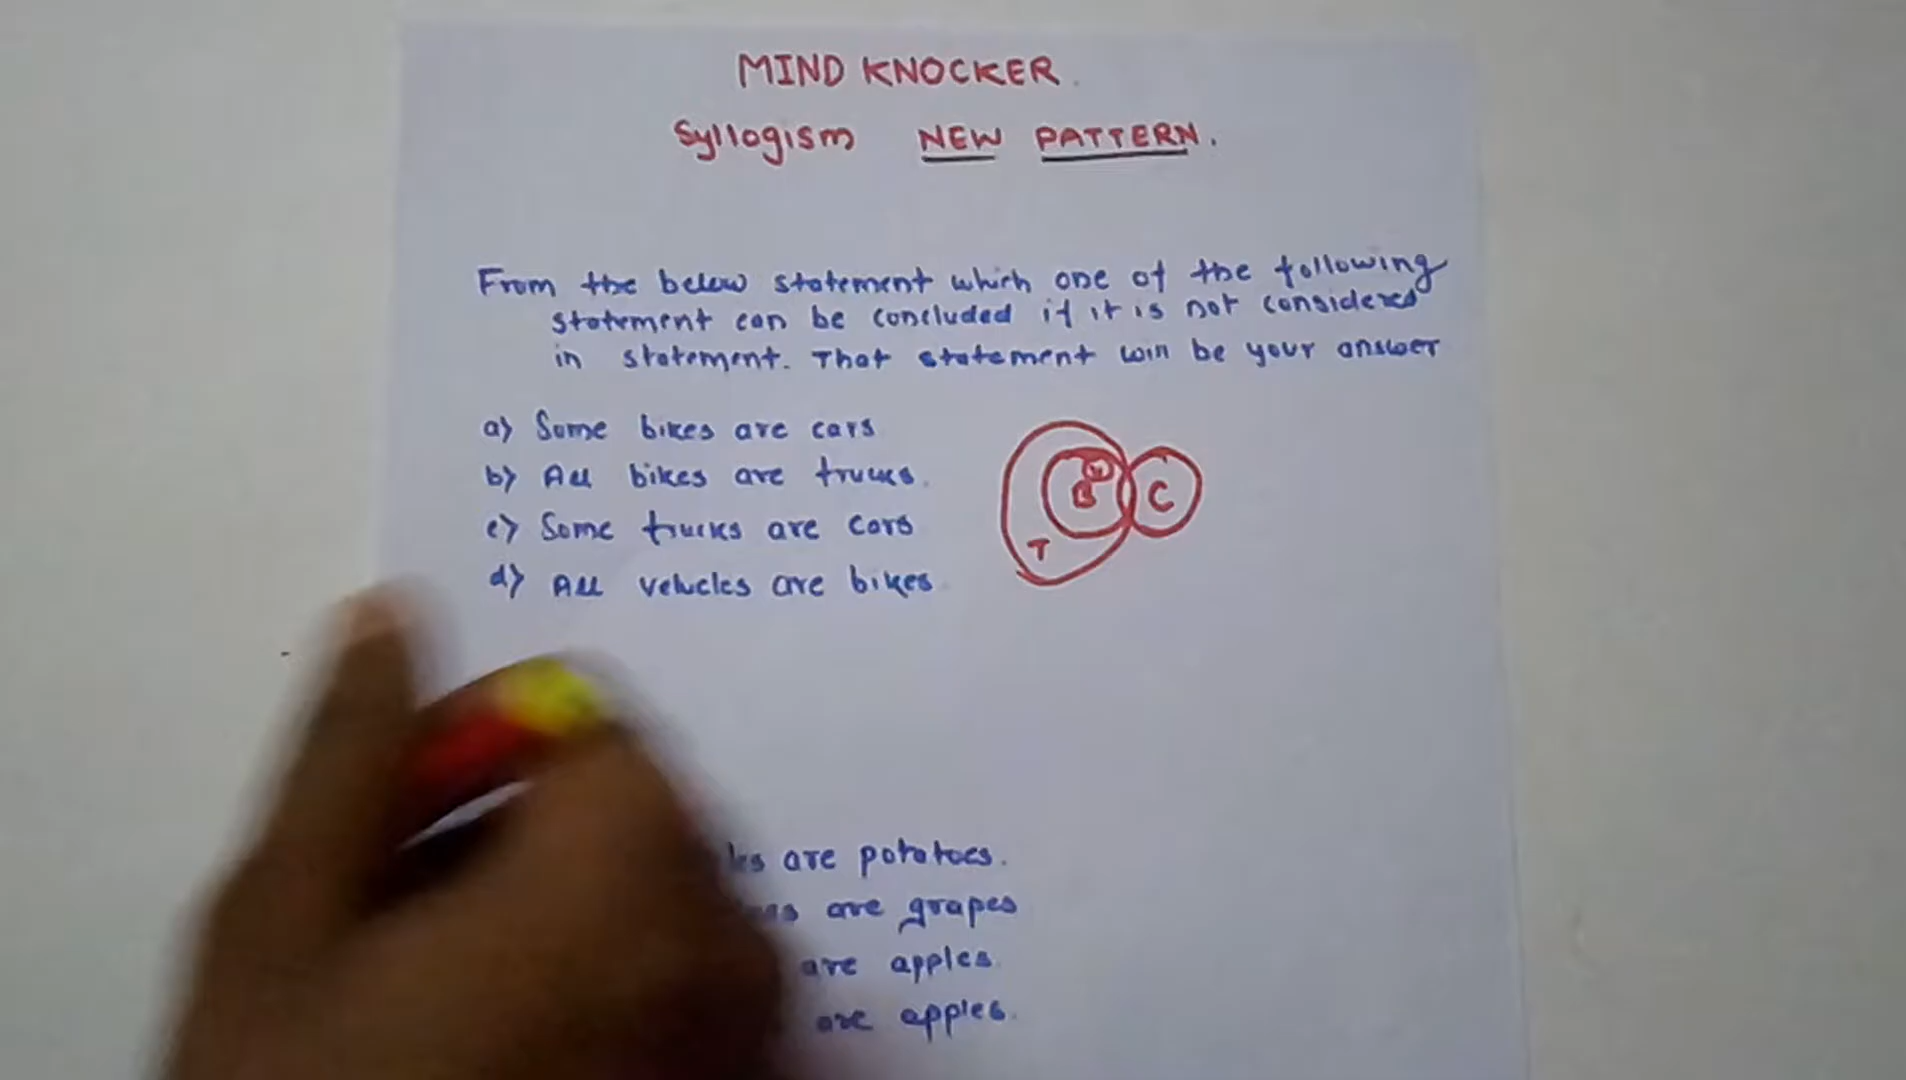 MIND KNOCKER
Syllogism NEW PATTERN.
From the below statement which one of the following
statement can be concluded if it is not considered
in statement. That statement will be your answer
a) Some bikes are cars
b) All bikes are trucks.
c) Some trucks are cars
d) All vehicles are bikes
T B V C
are potatoes.
are grapes
are apples.
are apples.